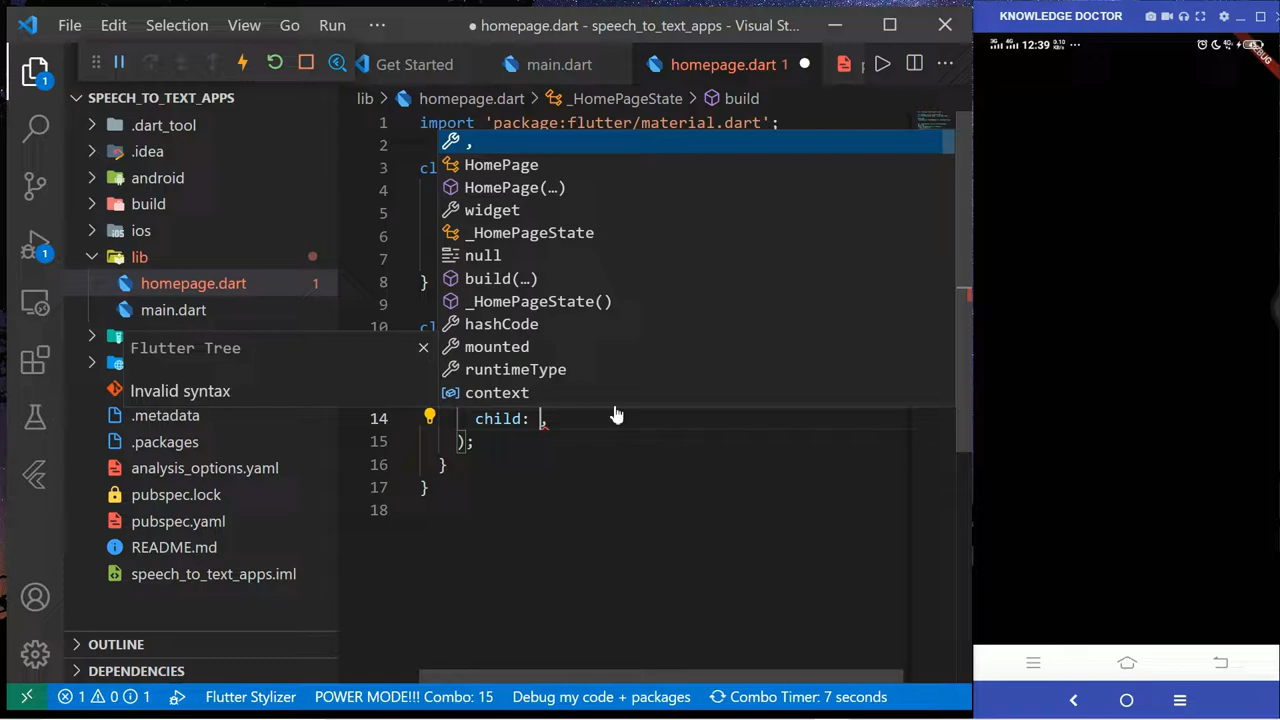 File Edit Selection View Go Run ··· ● homepage.dart - speech_to_text_apps - Visual St...
KNOWLEDGE DOCTOR
12:39 ···
Get Started main.dart homepage.dart 1 ● ···
SPEECH_TO_TEXT_APPS
lib > homepage.dart > _HomePageState > build
.dart_tool
.idea
android
build
ios
lib
homepage.dart 1
main.dart
Flutter Tree
Invalid syntax
.metadata
.packages
analysis_options.yaml
pubspec.lock
pubspec.yaml
README.md
speech_to_text_apps.iml
OUTLINE
DEPENDENCIES
1 import 'package:flutter/material.dart';
2
3 cl
4
5
6
7
8 }
9
10 cl
,
HomePage
HomePage(…)
widget
_HomePageState
null
build(…)
_HomePageState()
hashCode
mounted
runtimeType
context
14 child: ,
15 );
16 }
17 }
18
1 0 1 Flutter Stylizer POWER MODE!!! Combo: 15 Debug my code + packages Combo Timer: 7 seconds